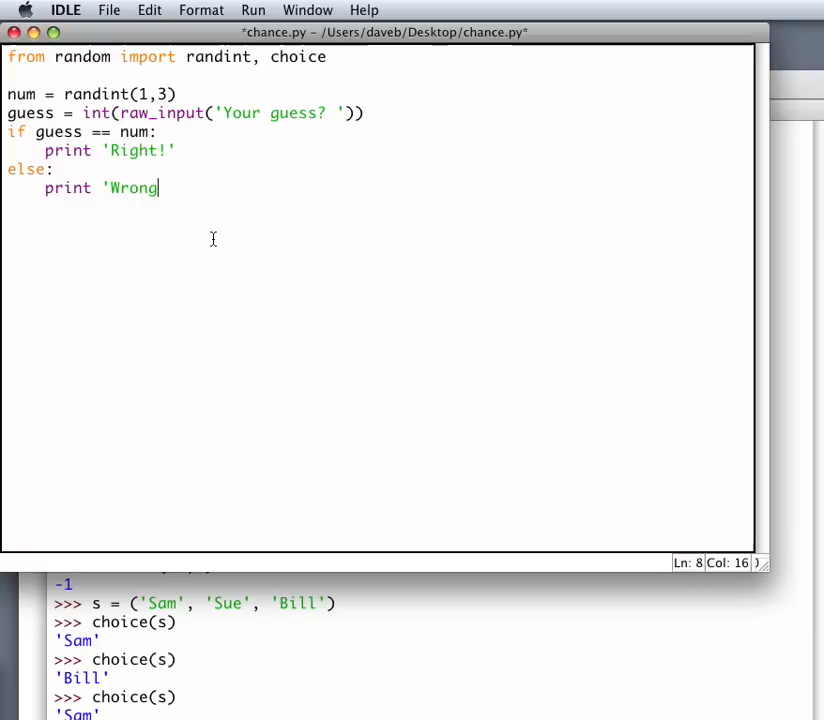 IDLE File Edit Format Run Window Help
*chance.py - /Users/daveb/Desktop/chance.py*
from random import randint, choice
num = randint(1,3)
guess = int(raw_input('Your guess? '))
if guess == num:
    print 'Right!'
else:
    print 'Wrong
Ln: 8 Col: 16
-1
>>> s = ('Sam', 'Sue', 'Bill')
>>> choice(s)
'Sam'
>>> choice(s)
'Bill'
>>> choice(s)
'Sam'